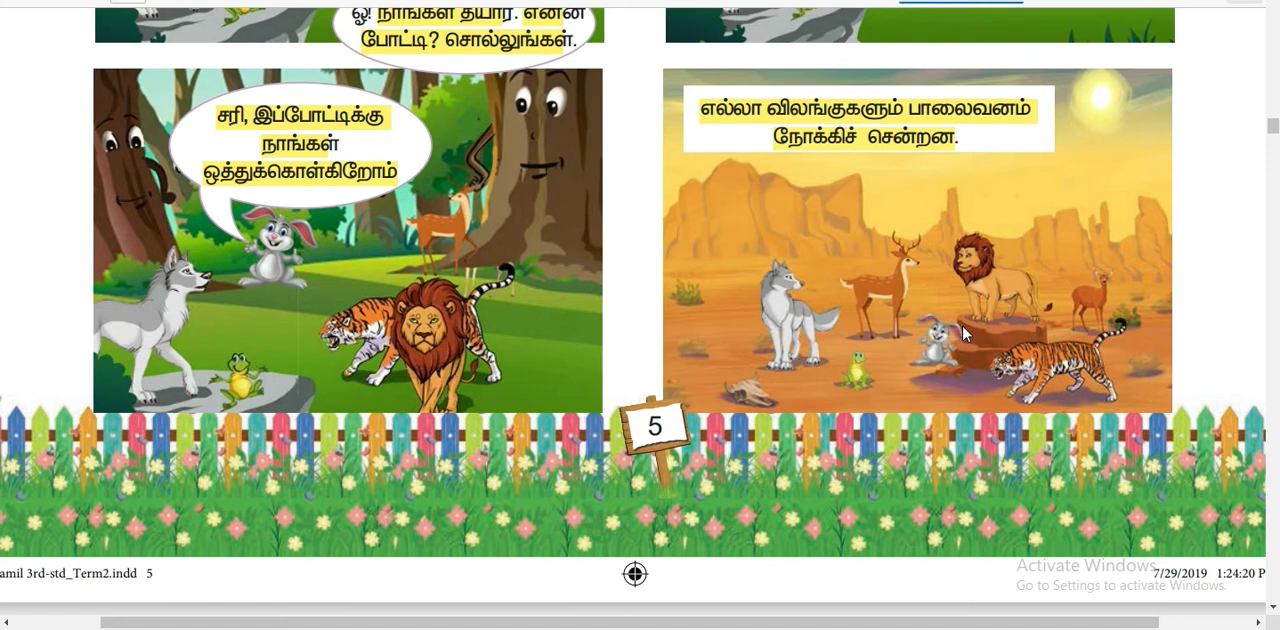 ஓ! நாங்கள் தயார். என்ன
போட்டி? சொல்லுங்கள்.
சரி, இப்போட்டிக்கு
நாங்கள்
ஒத்துக்கொள்கிறோம்
எல்லா விலங்குகளும் பாலைவனம்
நோக்கிச் சென்றன.
5
amil 3rd-std_Term2.indd 5
7/29/2019 1:24:20 P
Activate Windows
Go to Settings to activate Windows.